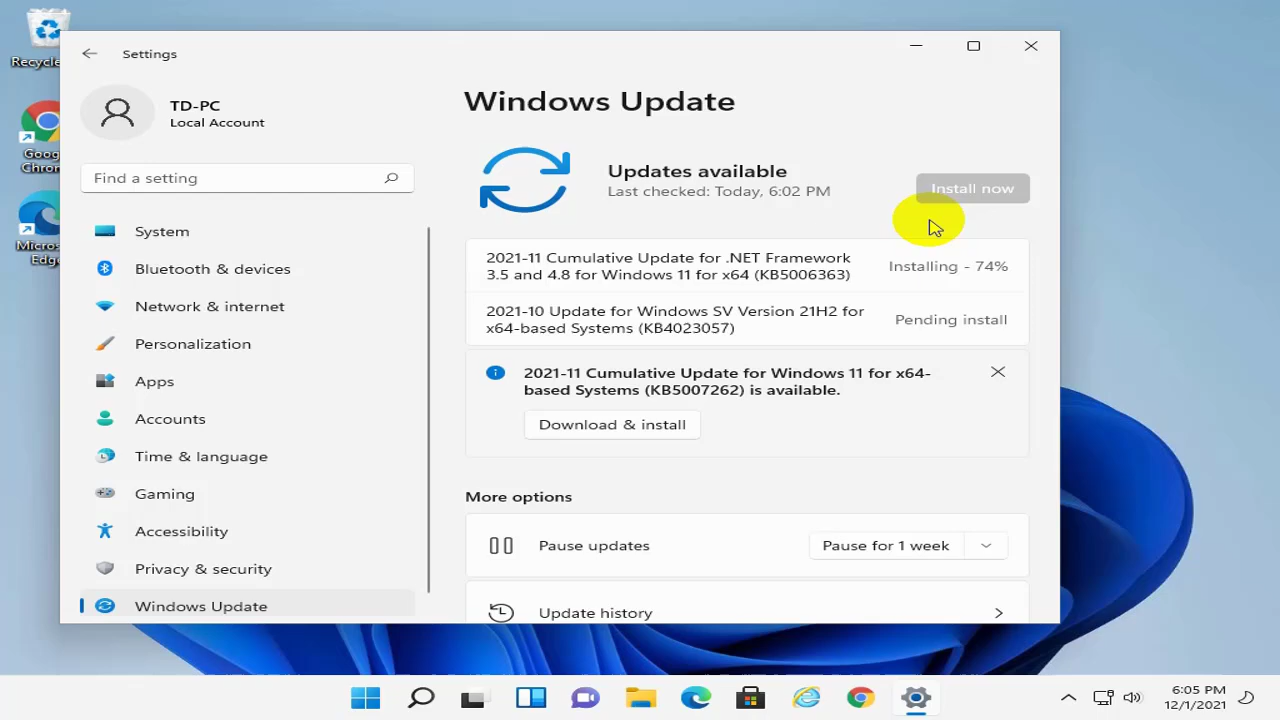 Recycle
Goog
Chro
Micros
Edg
Settings
TD-PC
Local Account
Find a setting
System
Bluetooth & devices
Network & internet
Personalization
Apps
Accounts
Time & language
Gaming
Accessibility
Privacy & security
Windows Update
Windows Update
Updates available
Last checked: Today, 6:02 PM
Install now
2021-11 Cumulative Update for .NET Framework
3.5 and 4.8 for Windows 11 for x64 (KB5006363)
Installing - 74%
2021-10 Update for Windows SV Version 21H2 for
x64-based Systems (KB4023057)
Pending install
2021-11 Cumulative Update for Windows 11 for x64-
based Systems (KB5007262) is available.
Download & install
More options
Pause updates
Pause for 1 week
Update history
6:05 PM
12/1/2021